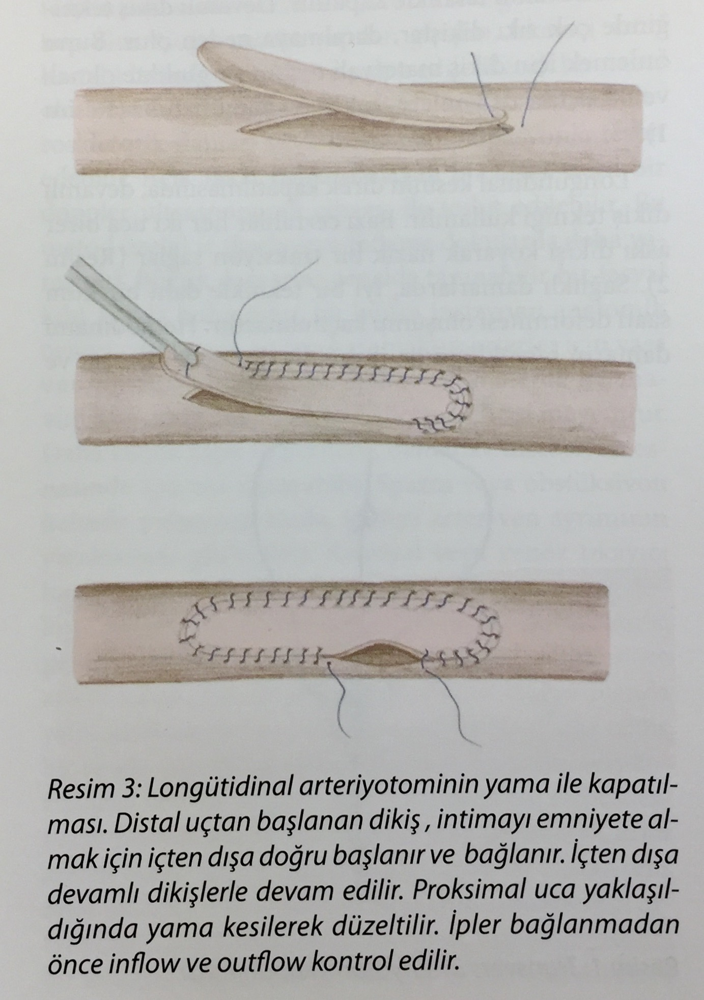 Resim 3: Longütidinal arteriyotominin yama ile kapatıl-
ması. Distal uçtan başlanan dikiş , intimayı emniyete al-
mak için içten dışa doğru başlanır ve bağlanır. İçten dışa
devamlı dikişlerle devam edilir. Proksimal uca yaklaşıl-
dığında yama kesilerek düzeltilir. İpler bağlanmadan
önce inflow ve outflow kontrol edilir.